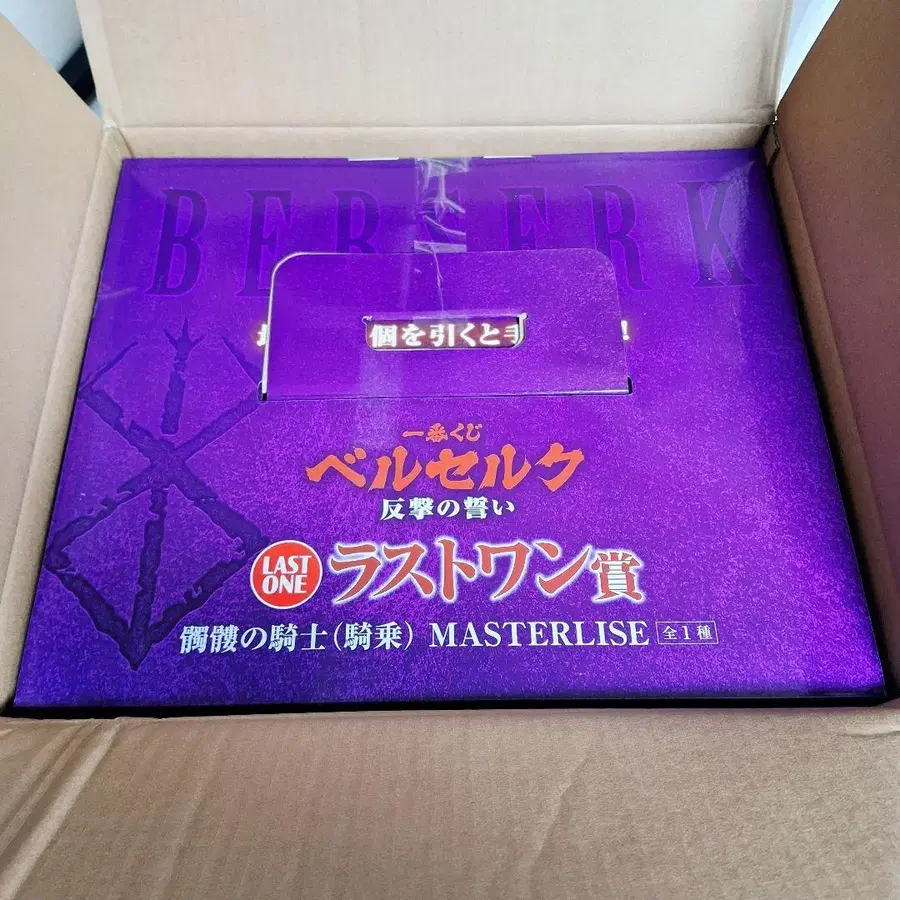 BERSERK
個を引くと手
一番くじ
ベルセルク
反撃の誓い
LAST ONE ラストワン賞
髑髏の騎士(騎乗) MASTERLISE 全1種